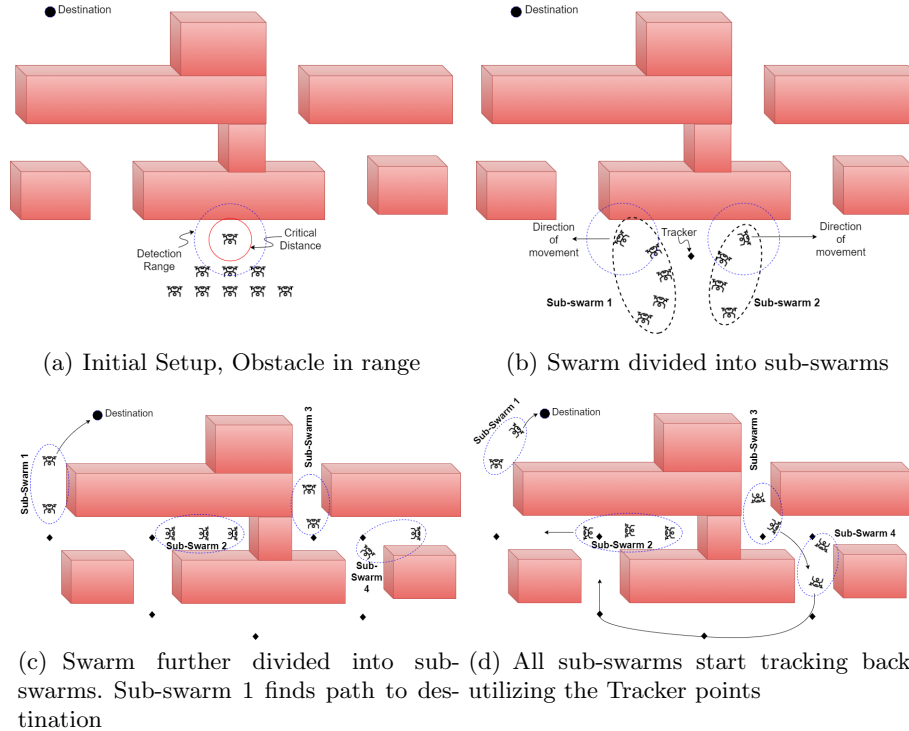 Destination
Detection
Range
Critical
Distance
(a) Initial Setup, Obstacle in range
Destination
Direction
of
movement
Tracker
Direction
of
movement
Sub-swarm 1
Sub-swarm 2
(b) Swarm divided into sub-swarms
Destination
Sub-Swarm 1
Sub-Swarm 2
Sub-Swarm 3
Sub-
Swarm
4
(c) Swarm further divided into sub-
swarms. Sub-swarm 1 finds path to des-
tination
Sub-Swarm 1
Destination
Sub-Swarm 3
Sub-Swarm 2
Sub-Swarm 4
(d) All sub-swarms start tracking back
utilizing the Tracker points